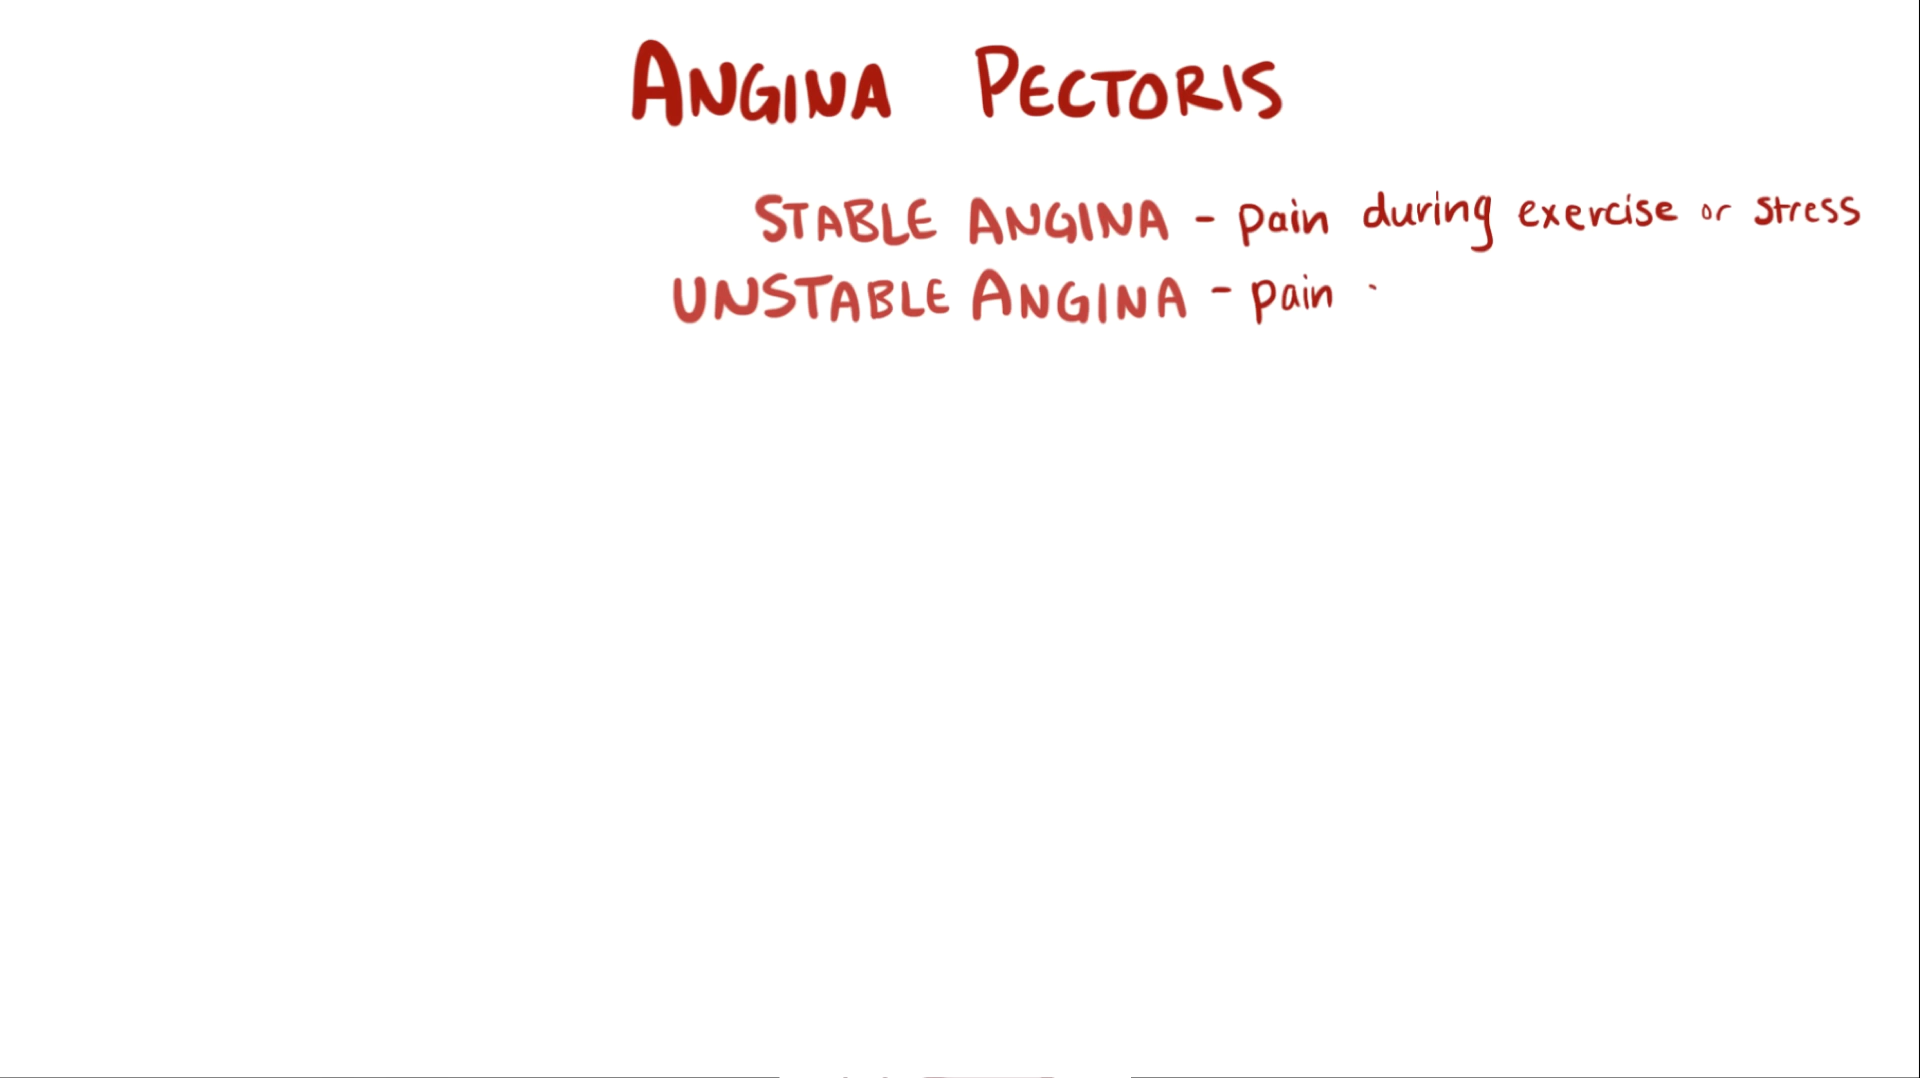 ANGINA PECTORIS
STABLE ANGINA - pain during exercise or stress
UNSTABLE ANGINA - pain